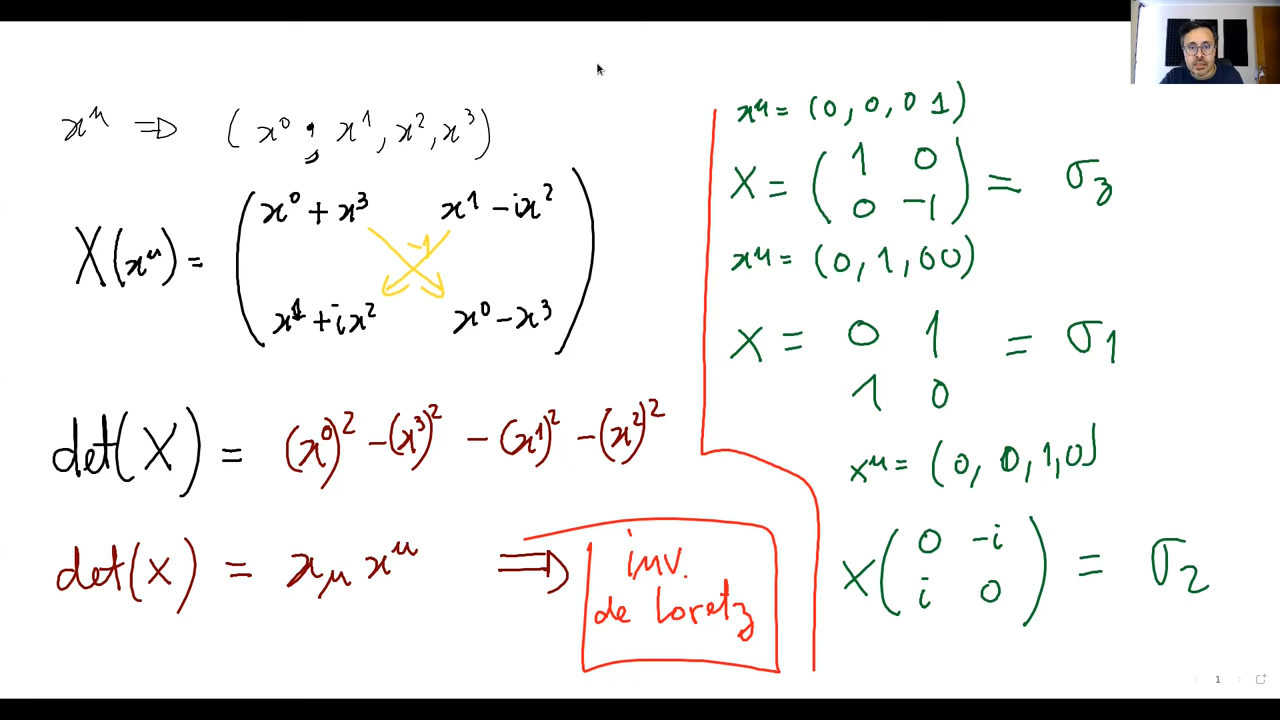 x^μ ⇒ (x⁰ ; x¹, x², x³)
X(x^μ) = ( x⁰ + x³ x¹ − ix²
−1
x¹ + ix² x⁰ − x³ )
det(X) = (x⁰)² − (x³)² − (x¹)² − (x²)²
det(X) = x_μ x^μ ⇒
inv.
de Loretz
x^μ = (0, 0, 0 1)
X = ( 1 0
0 −1 ) = σ₃
x^μ = (0, 1, 0 0)
X = 0 1 = σ₁
1 0
x^μ = (0, 0, 1, 0)
X ( 0 −i
i 0 ) = σ₂
1